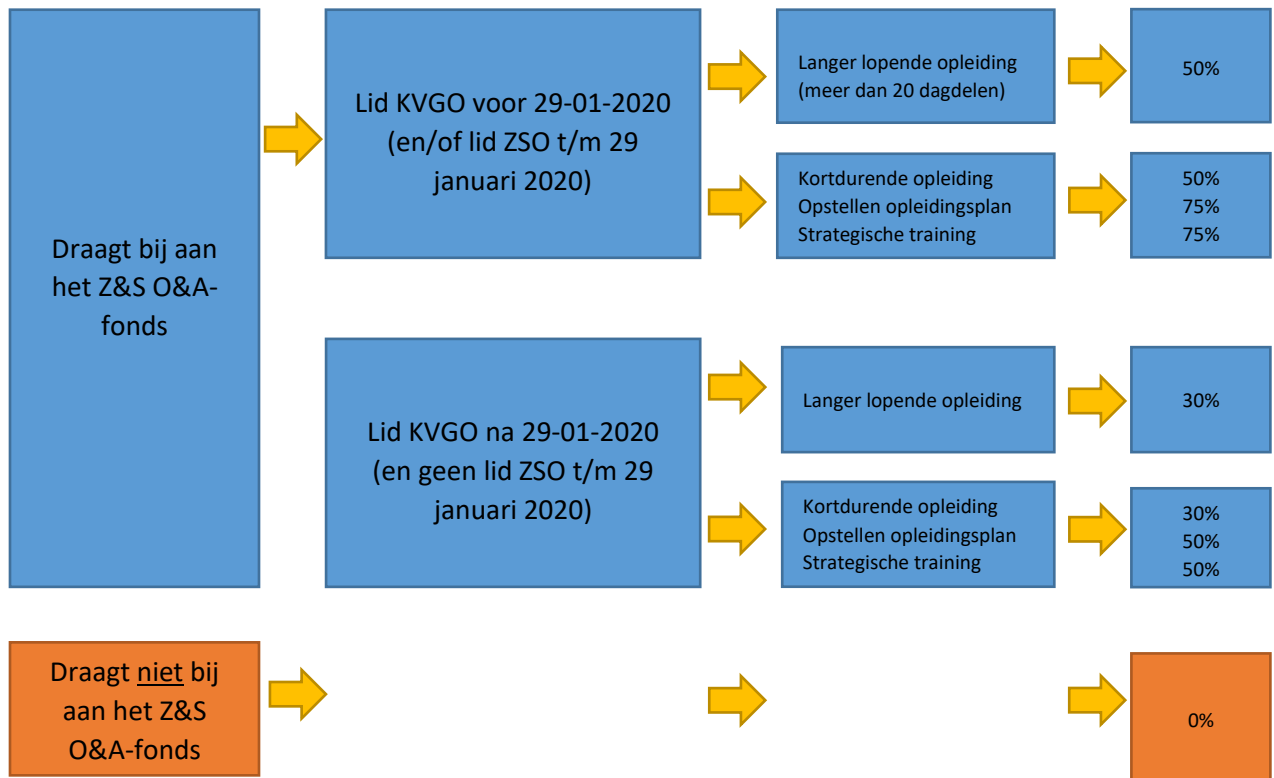 Draagt bij aan
het Z&S O&A-
fonds
Lid KVGO voor 29-01-2020
(en/of lid ZSO t/m 29
januari 2020)
Langer lopende opleiding
(meer dan 20 dagdelen)
50%
Kortdurende opleiding
Opstellen opleidingsplan
Strategische training
50%
75%
75%
Lid KVGO na 29-01-2020
(en geen lid ZSO t/m 29
januari 2020)
Langer lopende opleiding
30%
Kortdurende opleiding
Opstellen opleidingsplan
Strategische training
30%
50%
50%
Draagt niet bij
aan het Z&S
O&A-fonds
0%